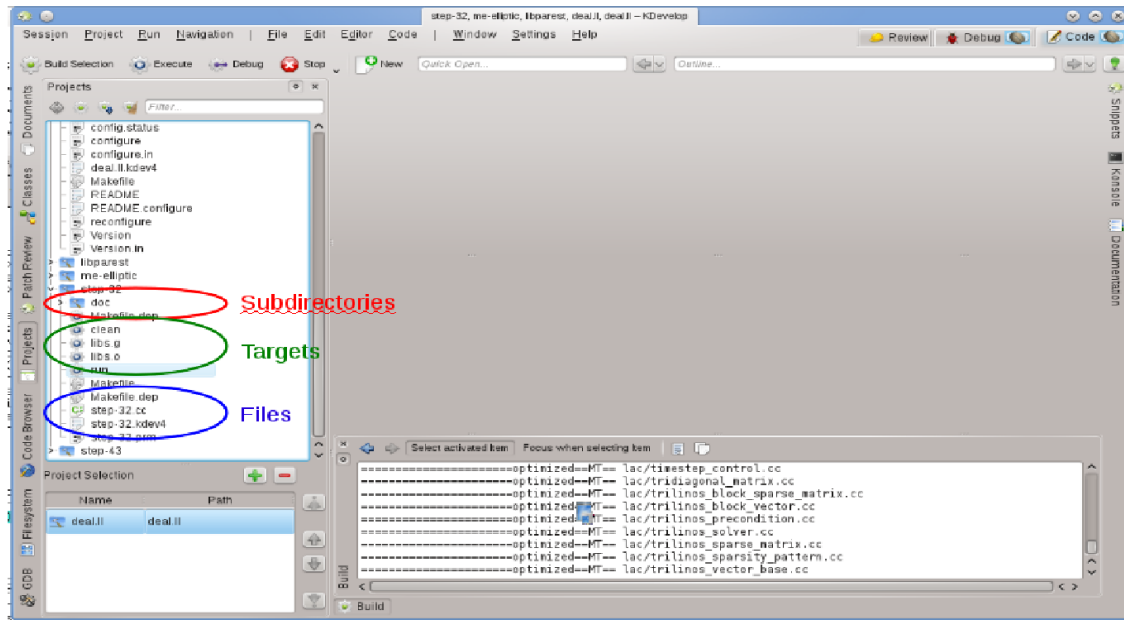 step-32, me-elliptic, libparest, deal.II, deal.II – KDevelop
Session Project Run Navigation | File Edit Editor Code | Window Settings Help
Review Debug Code
Build Selection Execute Debug Stop New Quick Open... Outline...
Projects
Filter...
config.status
configure
configure.in
deal.II.kdev4
Makefile
README
README.configure
reconfigure
Version
Version.in
libparest
me-elliptic
step-32
doc
Makefile.dep
clean
libs.g
libs.o
run
Makefile
Makefile.dep
step-32.cc
step-32.kdev4
step-32.prm
step-43
Subdirectories
Targets
Files
Project Selection
Name Path
deal.II deal.II
Documents
Classes
Patch Review
Projects
Code Browser
Filesystem
GDB
Snippets
Konsole
Documentation
Select activated Item Focus when selecting Item
====================optimized==MT== lac/timestep_control.cc
====================optimized==MT== lac/tridiagonal_matrix.cc
====================optimized==MT== lac/trilinos_block_sparse_matrix.cc
====================optimized==MT== lac/trilinos_block_vector.cc
====================optimized==MT== lac/trilinos_precondition.cc
====================optimized==MT== lac/trilinos_solver.cc
====================optimized==MT== lac/trilinos_sparse_matrix.cc
====================optimized==MT== lac/trilinos_sparsity_pattern.cc
====================optimized==MT== lac/trilinos_vector_base.cc
Build
Build